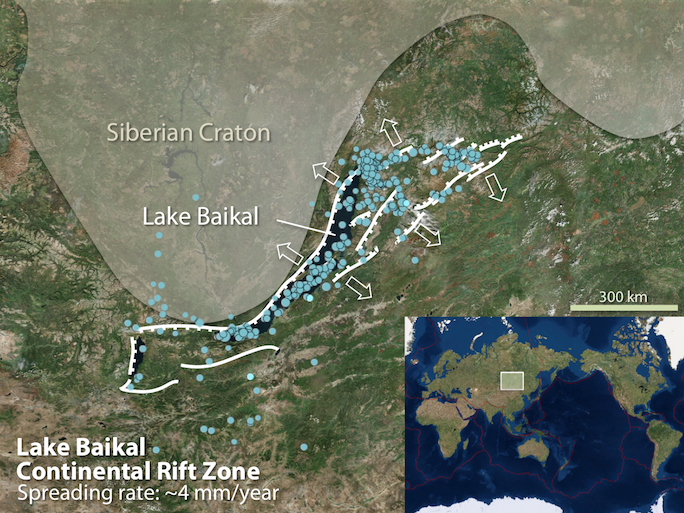 Siberian Craton
Lake Baikal
300 km
Lake Baikal
Continental Rift Zone
Spreading rate: ~4 mm/year